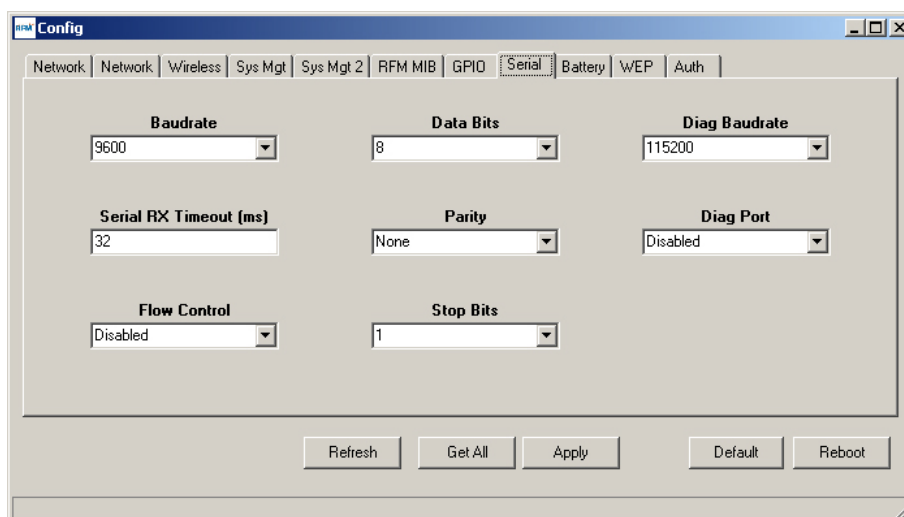 RFM Config
Network Network Wireless Sys Mgt Sys Mgt 2 RFM MIB GPIO Serial Battery WEP Auth
Baudrate Data Bits Diag Baudrate
9600 8 115200
Serial RX Timeout (ms) Parity Diag Port
32 None Disabled
Flow Control Stop Bits
Disabled 1
Refresh Get All Apply Default Reboot